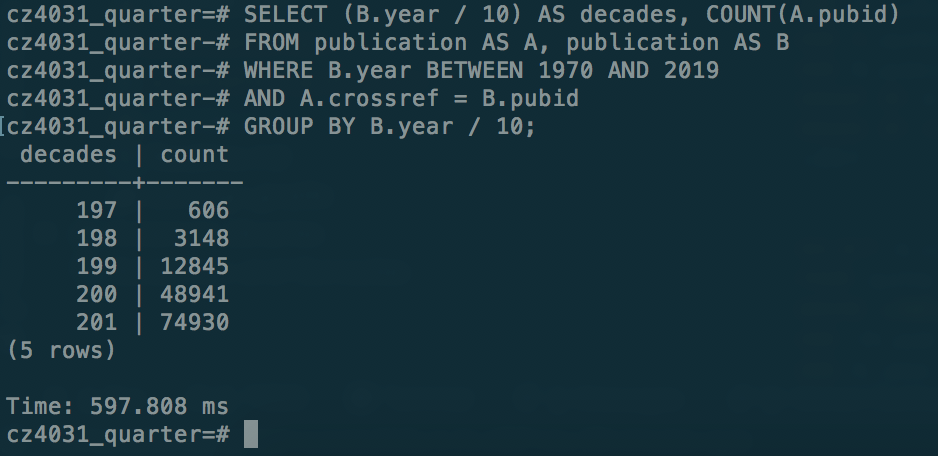 cz4031_quarter=# SELECT (B.year / 10) AS decades, COUNT(A.pubid)
cz4031_quarter-# FROM publication AS A, publication AS B
cz4031_quarter-# WHERE B.year BETWEEN 1970 AND 2019
cz4031_quarter-# AND A.crossref = B.pubid
[cz4031_quarter-# GROUP BY B.year / 10;
 decades | count
---------+-------
     197 |   606
     198 |  3148
     199 | 12845
     200 | 48941
     201 | 74930
(5 rows)

Time: 597.808 ms
cz4031_quarter=#